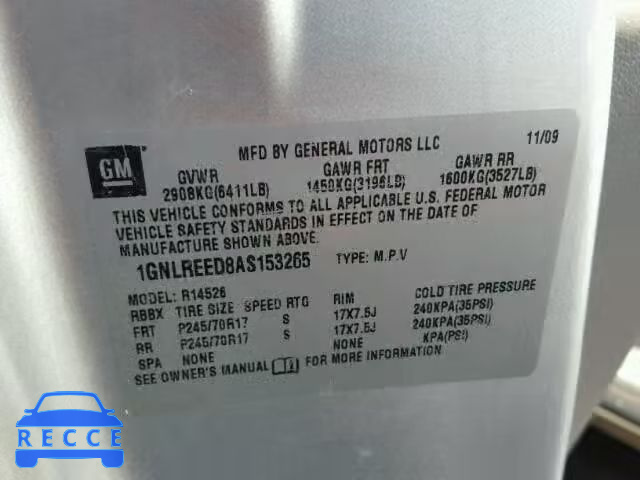 MFD BY GENERAL MOTORS LLC 11/09
GM
GVWR GAWR FRT GAWR RR
2908KG(6411LB) 1450KG(3196LB) 1600KG(3527LB)
THIS VEHICLE CONFORMS TO ALL APPLICABLE U.S. FEDERAL MOTOR
VEHICLE SAFETY STANDARDS IN EFFECT ON THE DATE OF
MANUFACTURE SHOWN ABOVE.
1GNLREED8AS153265 TYPE: M.P.V
MODEL: R14526
RBBX TIRE SIZE SPEED RTG RIM COLD TIRE PRESSURE
FRT P245/70R17 S 17X7.5J 240KPA(35PSI)
RR P245/70R17 S 17X7.5J 240KPA(35PSI)
SPA NONE NONE KPA(PSI)
SEE OWNER'S MANUAL FOR MORE INFORMATION.
RECCE